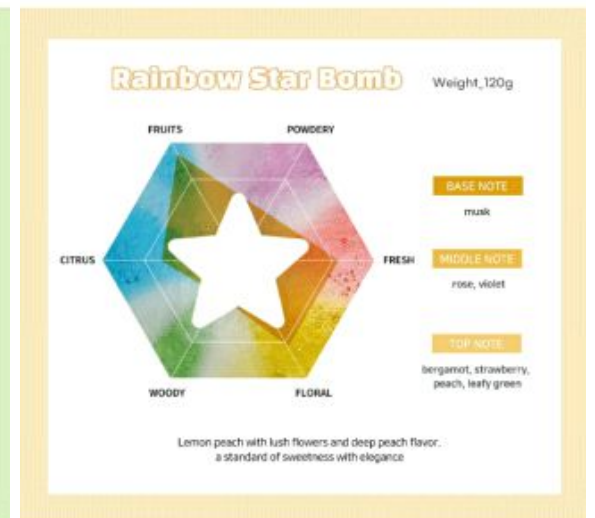 Rainbow Star Bomb
Weight_120g
FRUITS
POWDERY
CITRUS
FRESH
WOODY
FLORAL
BASE NOTE
musk
MIDDLE NOTE
rose, violet
TOP NOTE
bergamot, strawberry,
peach, leafy green
Lemon peach with lush flowers and deep peach flavor.
a standard of sweetness with elegance